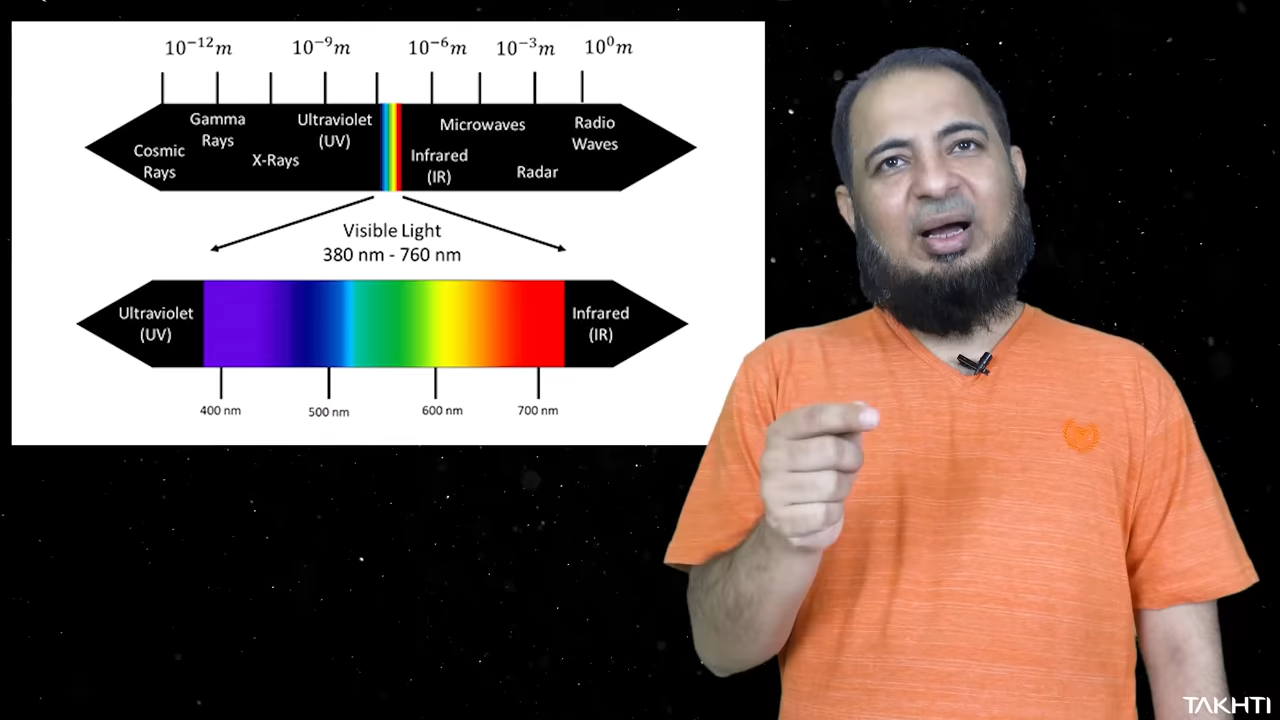 10⁻¹²m 10⁻⁹m 10⁻⁶m 10⁻³m 10⁰m
Gamma
Rays
Ultraviolet
(UV)
Microwaves
Radio
Waves
Cosmic
Rays
X-Rays
Infrared
(IR)
Radar
Visible Light
380 nm - 760 nm
Ultraviolet
(UV)
Infrared
(IR)
400 nm 500 nm 600 nm 700 nm
TAKHTI